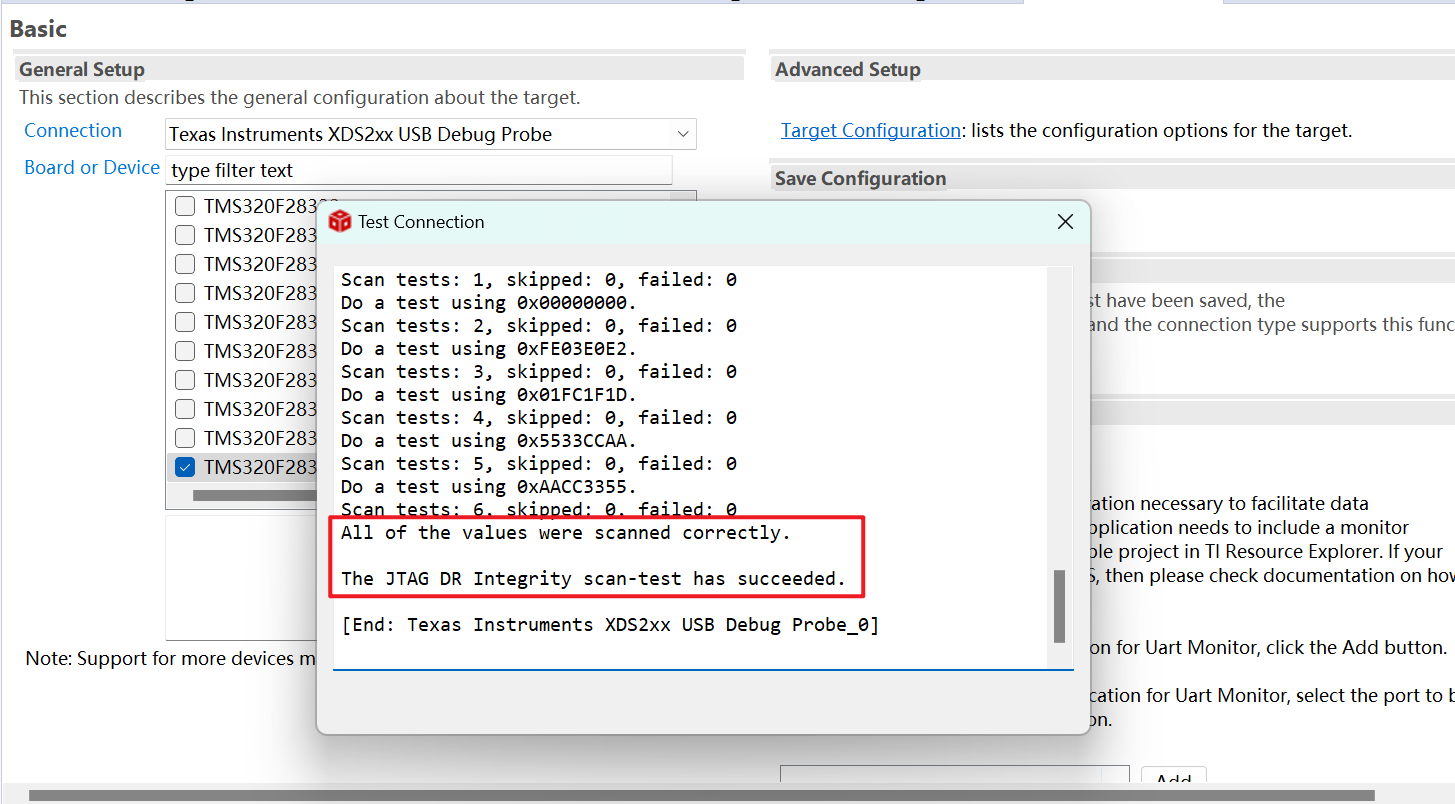 Basic
General Setup
This section describes the general configuration about the target.
Connection
Texas Instruments XDS2xx USB Debug Probe
Board or Device
type filter text
TMS320F283
TMS320F283
TMS320F283
TMS320F283
TMS320F283
TMS320F283
TMS320F283
TMS320F283
TMS320F283
TMS320F283
Note: Support for more devices m
Advanced Setup
Target Configuration: lists the configuration options for the target.
Save Configuration
st have been saved, the
and the connection type supports this func
ration necessary to facilitate data
pplication needs to include a monitor
ble project in TI Resource Explorer. If your
S, then please check documentation on how
on for Uart Monitor, click the Add button.
cation for Uart Monitor, select the port to b
on.
Add
Test Connection
Scan tests: 1, skipped: 0, failed: 0
Do a test using 0x00000000.
Scan tests: 2, skipped: 0, failed: 0
Do a test using 0xFE03E0E2.
Scan tests: 3, skipped: 0, failed: 0
Do a test using 0x01FC1F1D.
Scan tests: 4, skipped: 0, failed: 0
Do a test using 0x5533CCAA.
Scan tests: 5, skipped: 0, failed: 0
Do a test using 0xAACC3355.
Scan tests: 6, skipped: 0, failed: 0
All of the values were scanned correctly.
The JTAG DR Integrity scan-test has succeeded.
[End: Texas Instruments XDS2xx USB Debug Probe_0]